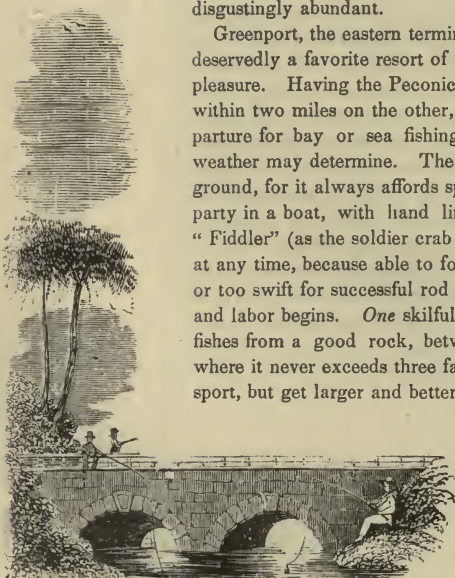 disgustingly abundant.
Greenport, the eastern termin
deservedly a favorite resort of
pleasure. Having the Peconic
within two miles on the other,
parture for bay or sea fishing
weather may determine. The
ground, for it always affords sp
party in a boat, with hand lin
" Fiddler" (as the soldier crab
at any time, because able to fo
or too swift for successful rod
and labor begins. One skilful
fishes from a good rock, betw
where it never exceeds three fa
sport, but get larger and better